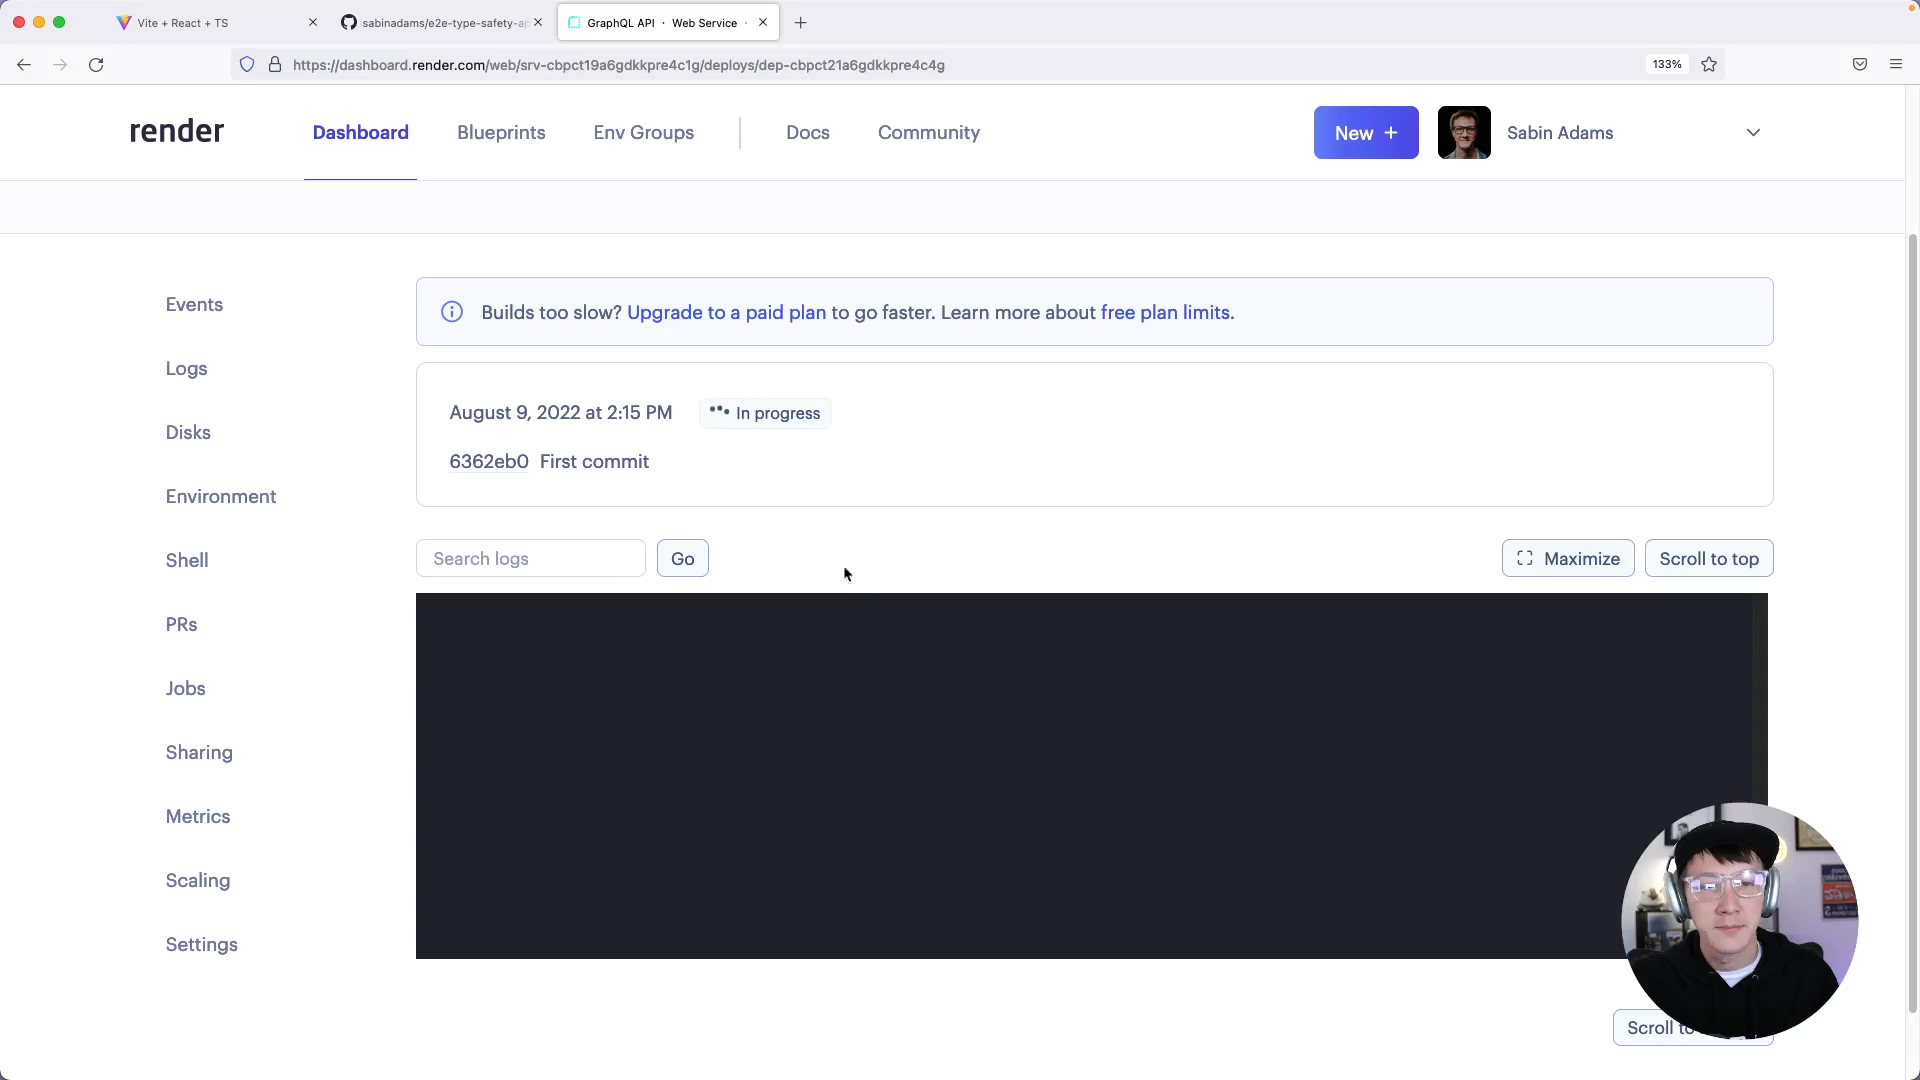 Vite + React + TS
sabinadams/e2e-type-safety-ap
GraphQL API · Web Service ·
https://dashboard.render.com/web/srv-cbpct19a6gdkkpre4c1g/deploys/dep-cbpct21a6gdkkpre4c4g
133%
render
Dashboard
Blueprints
Env Groups
Docs
Community
New +
Sabin Adams
Events
Logs
Disks
Environment
Shell
PRs
Jobs
Sharing
Metrics
Scaling
Settings
Builds too slow? Upgrade to a paid plan to go faster. Learn more about free plan limits.
August 9, 2022 at 2:15 PM
In progress
6362eb0 First commit
Search logs
Go
Maximize
Scroll to top
Scroll to